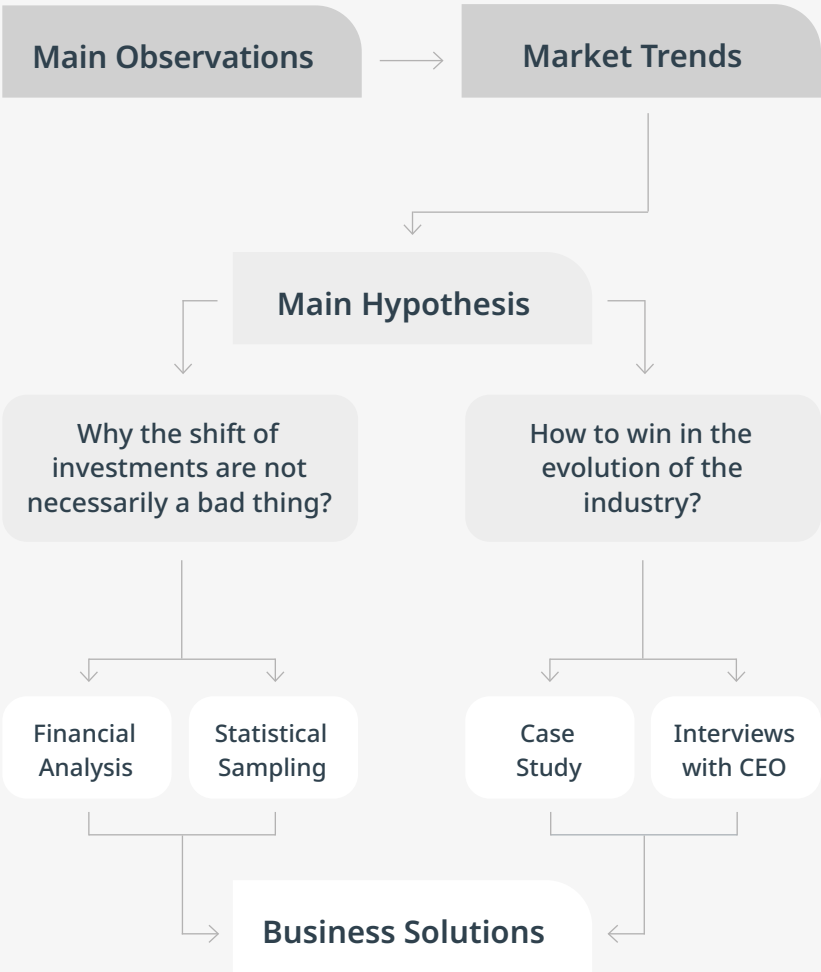 Main Observations
Market Trends
Main Hypothesis
Why the shift of
investments are not
necessarily a bad thing?
How to win in the
evolution of the
industry?
Financial
Analysis
Statistical
Sampling
Case
Study
Interviews
with CEO
Business Solutions